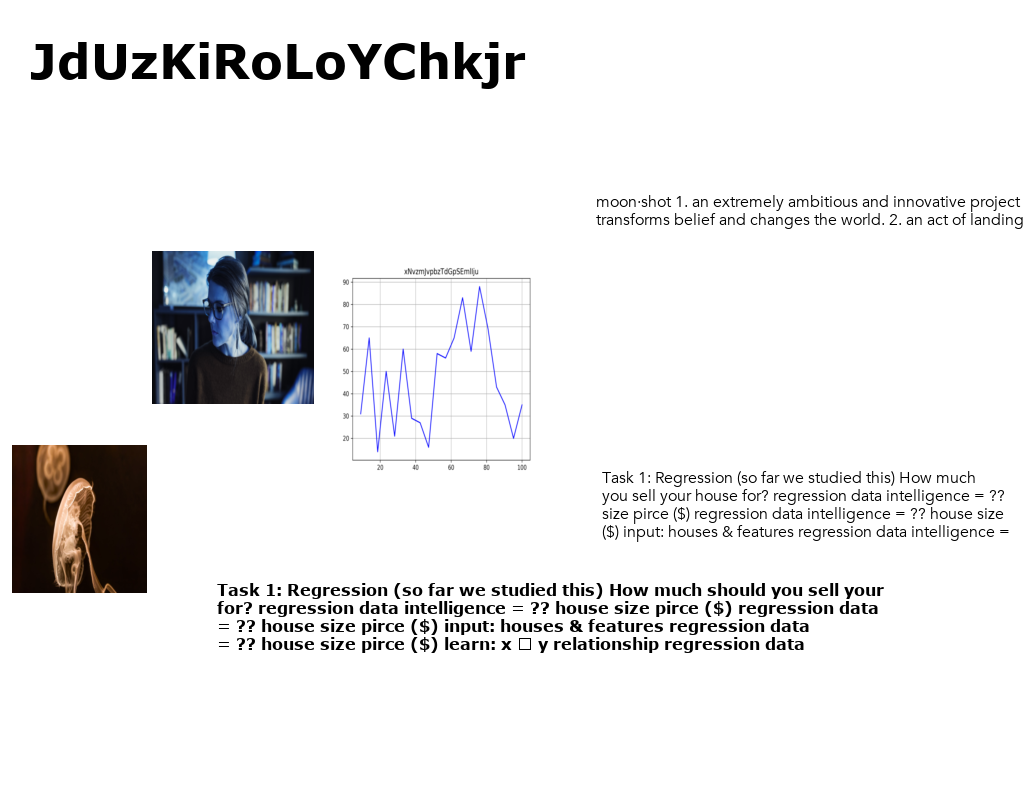 JdUzKiRoLoYChkjr
moon·shot 1. an extremely ambitious and innovative project
transforms belief and changes the world. 2. an act of landing
xNvzmJvpbzTdGpSEmlIju
90
80
70
60
50
40
30
20
20 40 60 80 100
Task 1: Regression (so far we studied this) How much
you sell your house for? regression data intelligence = ??
size pirce ($) regression data intelligence = ?? house size
($) input: houses & features regression data intelligence =
Task 1: Regression (so far we studied this) How much should you sell your
for? regression data intelligence = ?? house size pirce ($) regression data
= ?? house size pirce ($) input: houses & features regression data
= ?? house size pirce ($) learn: x □ y relationship regression data